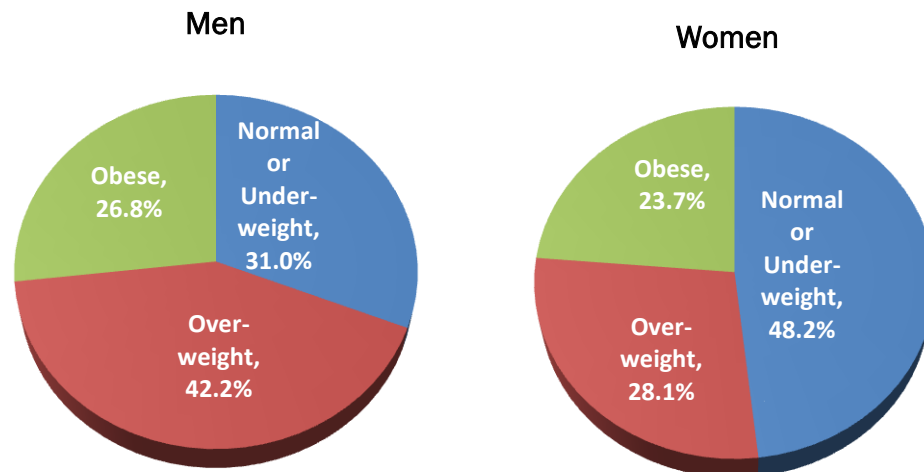 Men
Normal
or
Under-
weight,
31.0%
Obese,
26.8%
Over-
weight,
42.2%
Women
Obese,
23.7%
Normal
or
Under-
weight,
48.2%
Over-
weight,
28.1%